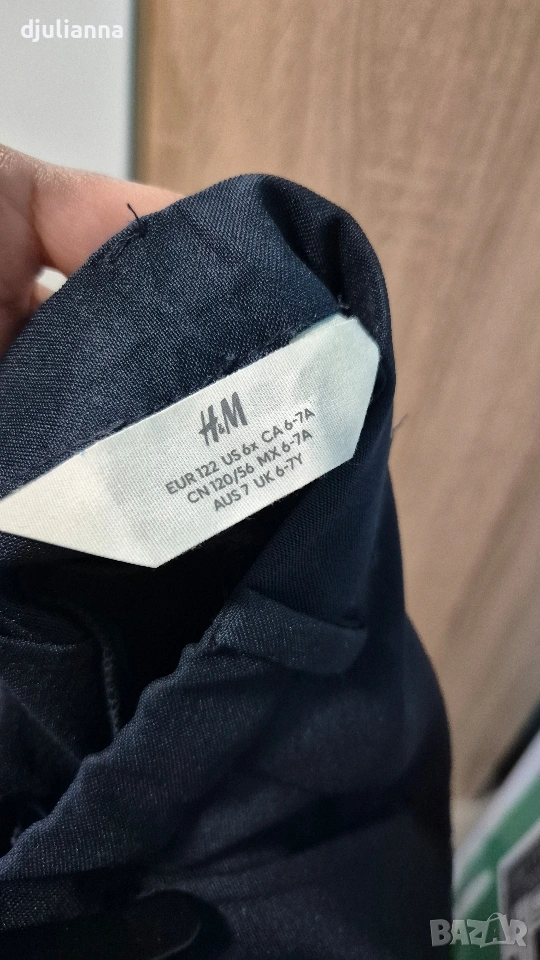 djulianna
H&M
EUR 122 US 6x CA 6-7A
CN 120/56 MX 6-7A
AUS 7 UK 6-7Y
BAZAR